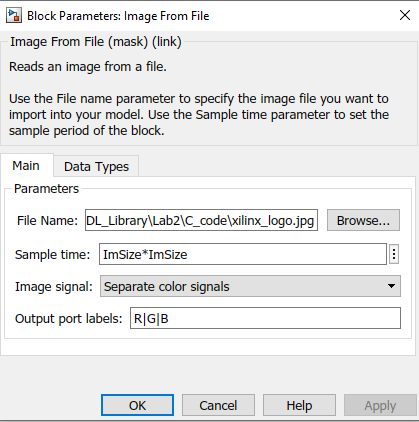 Block Parameters: Image From File
Image From File (mask) (link)
Reads an image from a file.
Use the File name parameter to specify the image file you want to
import into your model. Use the Sample time parameter to set the
sample period of the block.
Main Data Types
Parameters
File Name: DL_Library\Lab2\C_code\xilinx_logo.jpg Browse...
Sample time: ImSize*ImSize
Image signal: Separate color signals
Output port labels: R|G|B
OK Cancel Help Apply